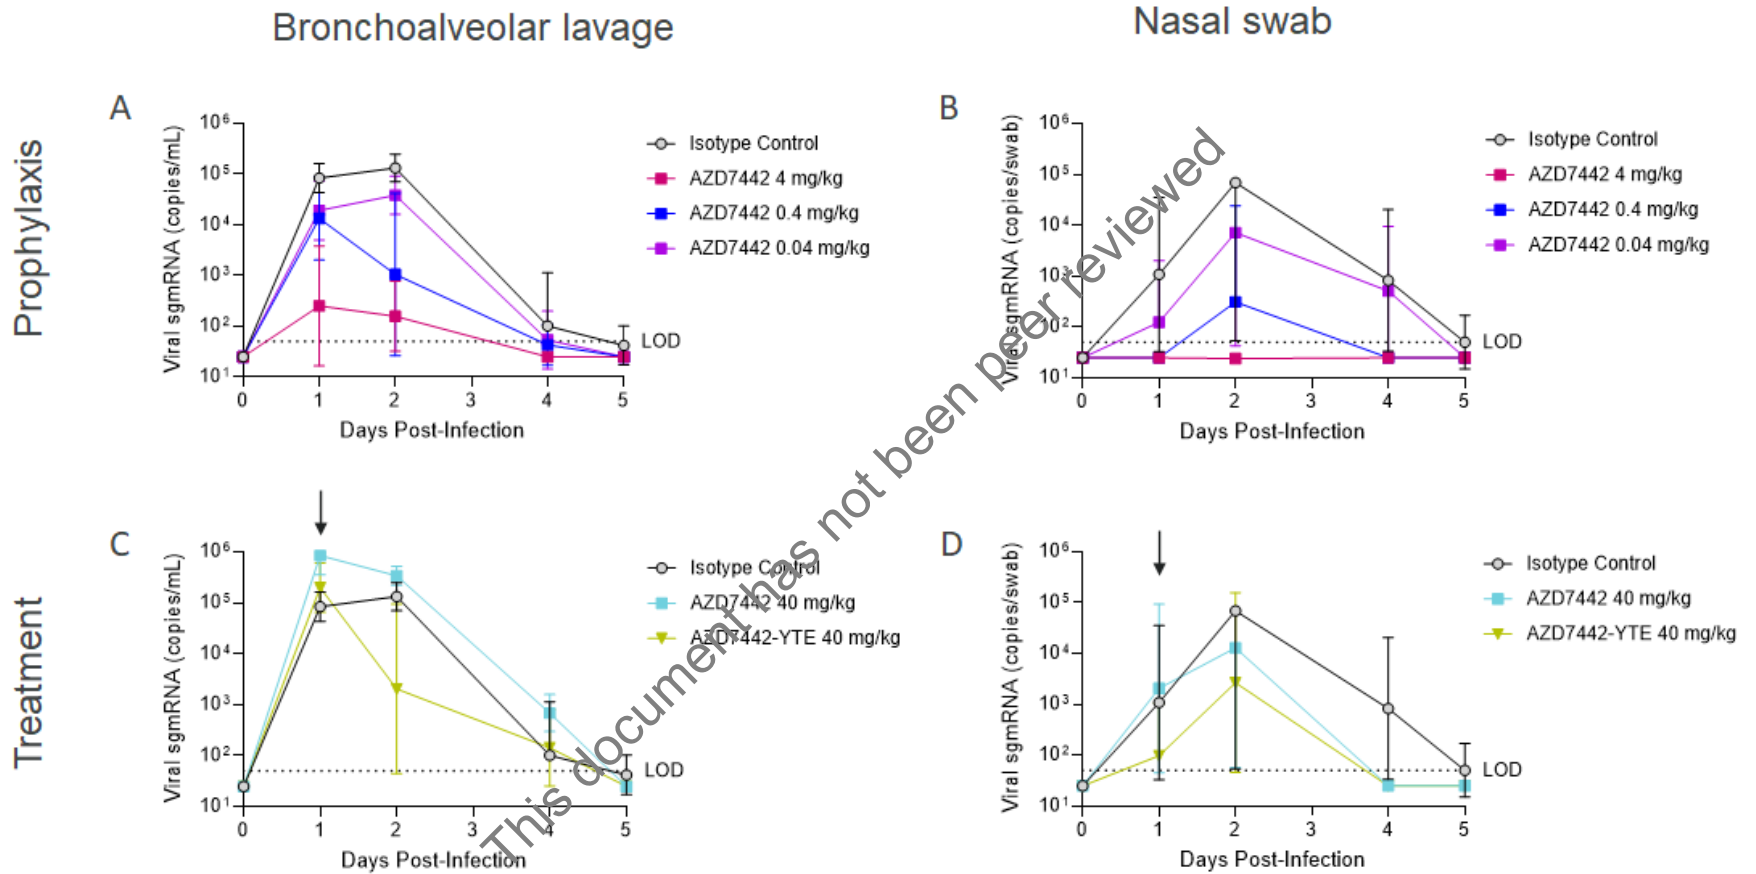 Bronchoalveolar lavage
Nasal swab
Prophylaxis
A
Viral sgmRNA (copies/mL)
10⁶
10⁵
10⁴
10³
10²
10¹
0 1 2 3 4 5
Days Post-Infection
LOD
Isotype Control
AZD7442 4 mg/kg
AZD7442 0.4 mg/kg
AZD7442 0.04 mg/kg
B
Viral sgmRNA (copies/swab)
10⁶
10⁵
10⁴
10³
10²
10¹
0 1 2 3 4 5
Days Post-Infection
LOD
Isotype Control
AZD7442 4 mg/kg
AZD7442 0.4 mg/kg
AZD7442 0.04 mg/kg
Treatment
C
Viral sgmRNA (copies/mL)
10⁶
10⁵
10⁴
10³
10²
10¹
0 1 2 3 4 5
Days Post-Infection
LOD
Isotype Control
AZD7442 40 mg/kg
AZD7442-YTE 40 mg/kg
D
Viral sgmRNA (copies/swab)
10⁶
10⁵
10⁴
10³
10²
10¹
0 1 2 3 4 5
Days Post-Infection
LOD
Isotype Control
AZD7442 40 mg/kg
AZD7442-YTE 40 mg/kg
This document has not been peer reviewed